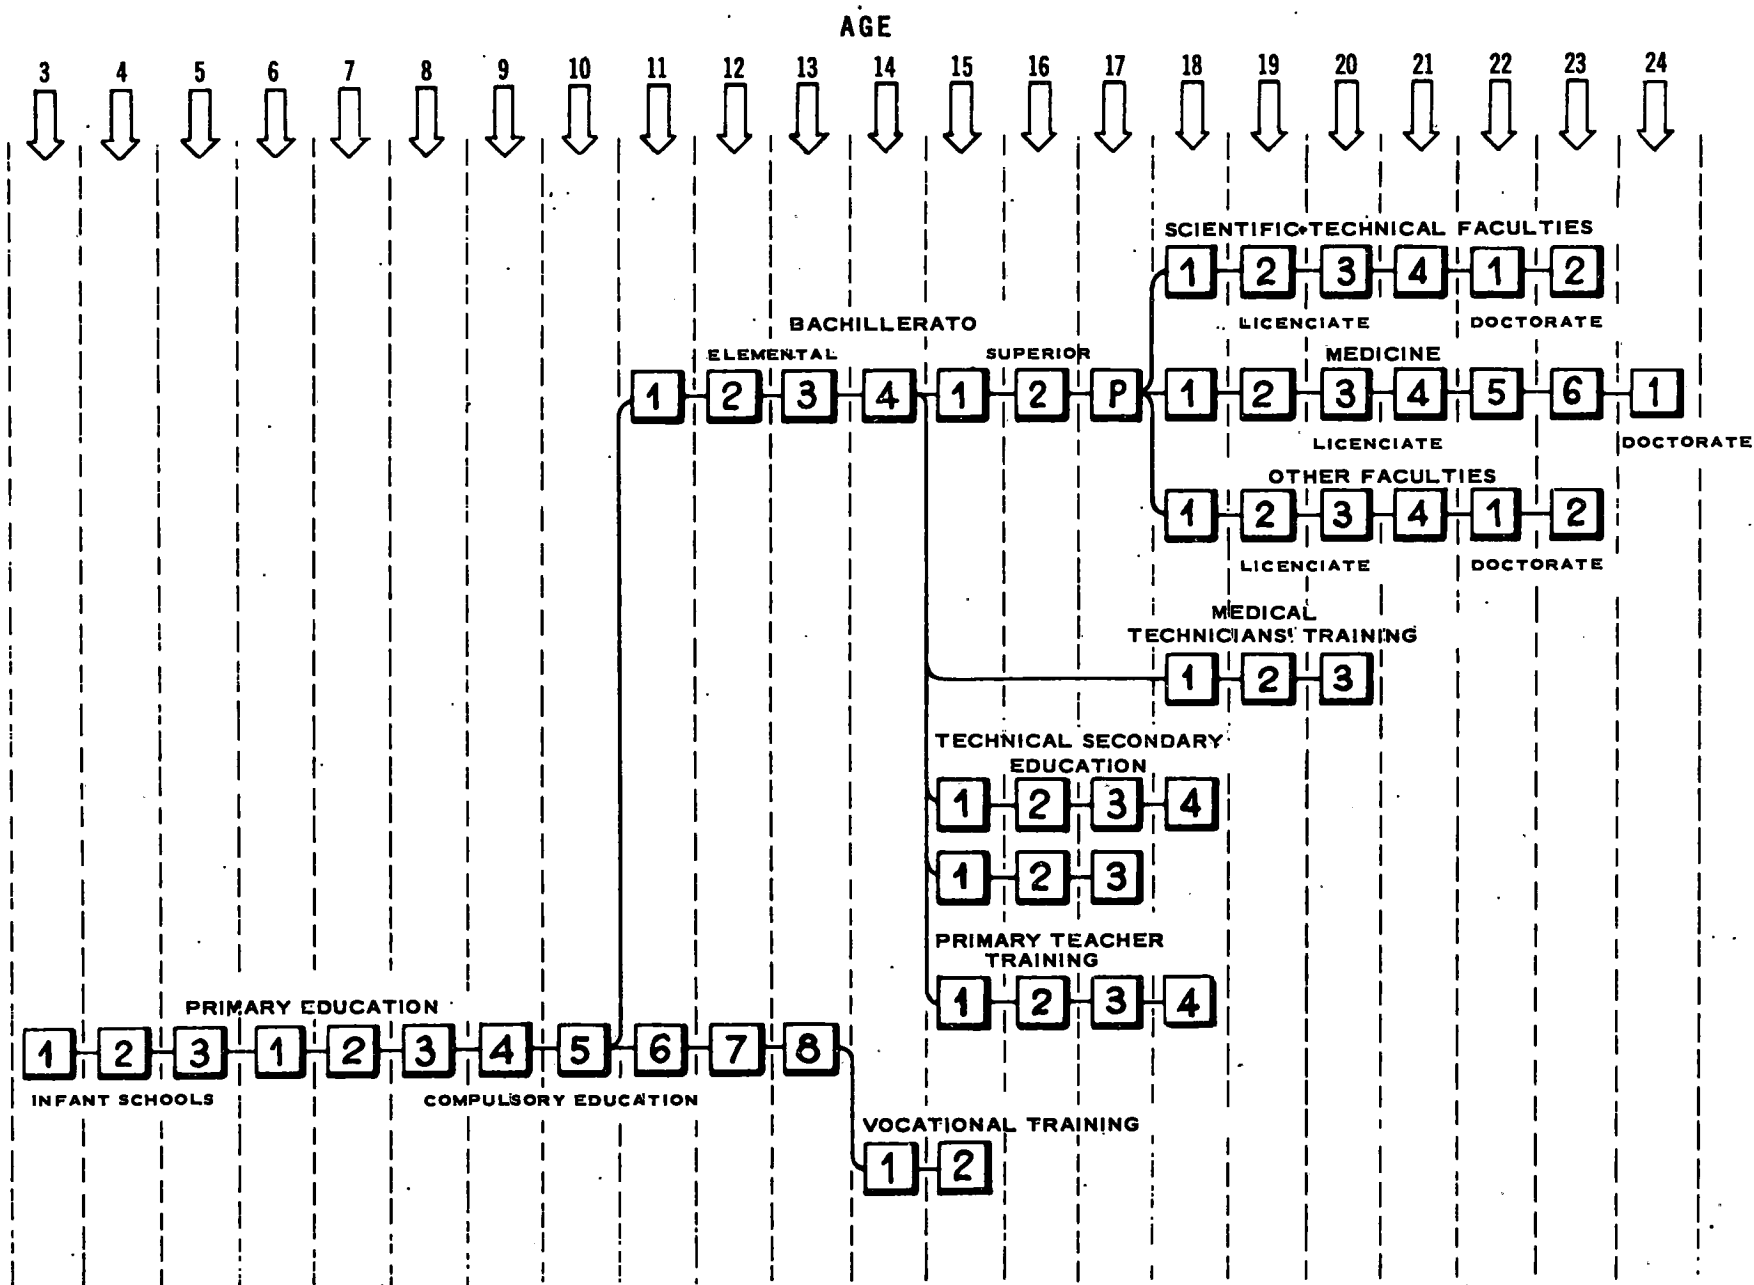 AGE
3 4 5 6 7 8 9 10 11 12 13 14 15 16 17 18 19 20 21 22 23 24
SCIENTIFIC-TECHNICAL FACULTIES
1 2 3 4 1 2
LICENCIATE DOCTORATE
BACHILLERATO
ELEMENTAL SUPERIOR MEDICINE
1 2 3 4 1 2 P 1 2 3 4 5 6 1
LICENCIATE DOCTORATE
OTHER FACULTIES
1 2 3 4 1 2
LICENCIATE DOCTORATE
MEDICAL
TECHNICIANS' TRAINING
1 2 3
TECHNICAL SECONDARY
EDUCATION
1 2 3 4
1 2 3
PRIMARY TEACHER
TRAINING
1 2 3 4
PRIMARY EDUCATION
1 2 3 1 2 3 4 5 6 7 8
INFANT SCHOOLS COMPULSORY EDUCATION
VOCATIONAL TRAINING
1 2